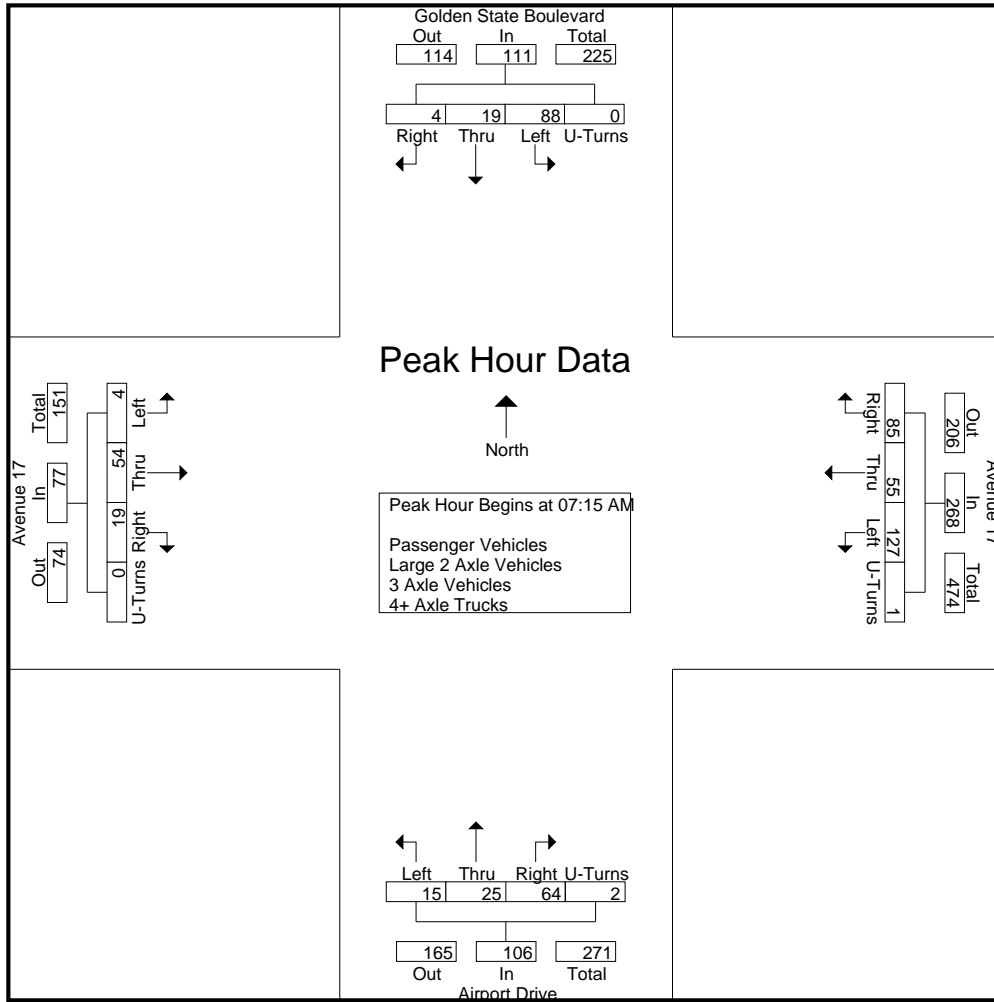 Golden State Boulevard
Out In Total
114 111 225
4 19 88 0
Right Thru Left U-Turns
Peak Hour Data
North
Peak Hour Begins at 07:15 AM
Passenger Vehicles
Large 2 Axle Vehicles
3 Axle Vehicles
4+ Axle Trucks
Avenue 17
Total In Out
151 77 74
4 54 19 0
Left Thru Right U-Turns
Avenue 17
Out In Total
206 268 474
85 55 127 1
Right Thru Left U-Turns
Left Thru Right U-Turns
15 25 64 2
165 106 271
Out In Total
Airport Drive